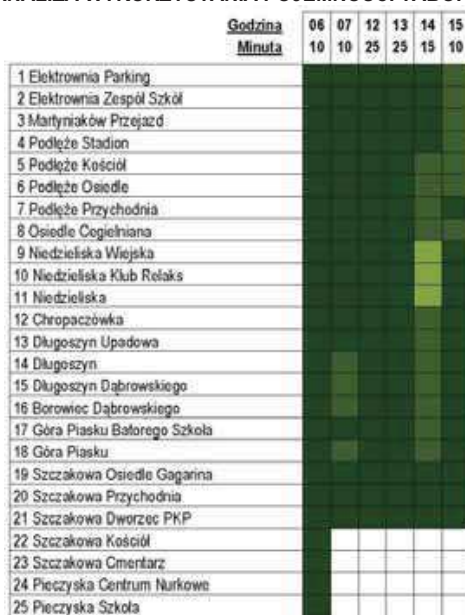 Godzina 06 07 12 13 14 15
Minuta 10 10 25 25 15 10
1 Elektrownia Parking
2 Elektrownia Zespół Szkół
3 Martyniaków Przejazd
4 Podłęże Stadion
5 Podłęże Kościół
6 Podłęże Osiedle
7 Podłęże Przychodnia
8 Osiedle Cegielniana
9 Niedzieliska Wiejska
10 Niedzieliska Klub Relaks
11 Niedzieliska
12 Chropaczówka
13 Długoszyn Upadowa
14 Długoszyn
15 Długoszyn Dąbrowskiego
16 Borowiec Dąbrowskiego
17 Góra Piasku Batorego Szkoła
18 Góra Piasku
19 Szczakowa Osiedle Gagarina
20 Szczakowa Przychodnia
21 Szczakowa Dworzec PKP
22 Szczakowa Kościół
23 Szczakowa Cmentarz
24 Pieczyska Centrum Nurkowe
25 Pieczyska Szkoła